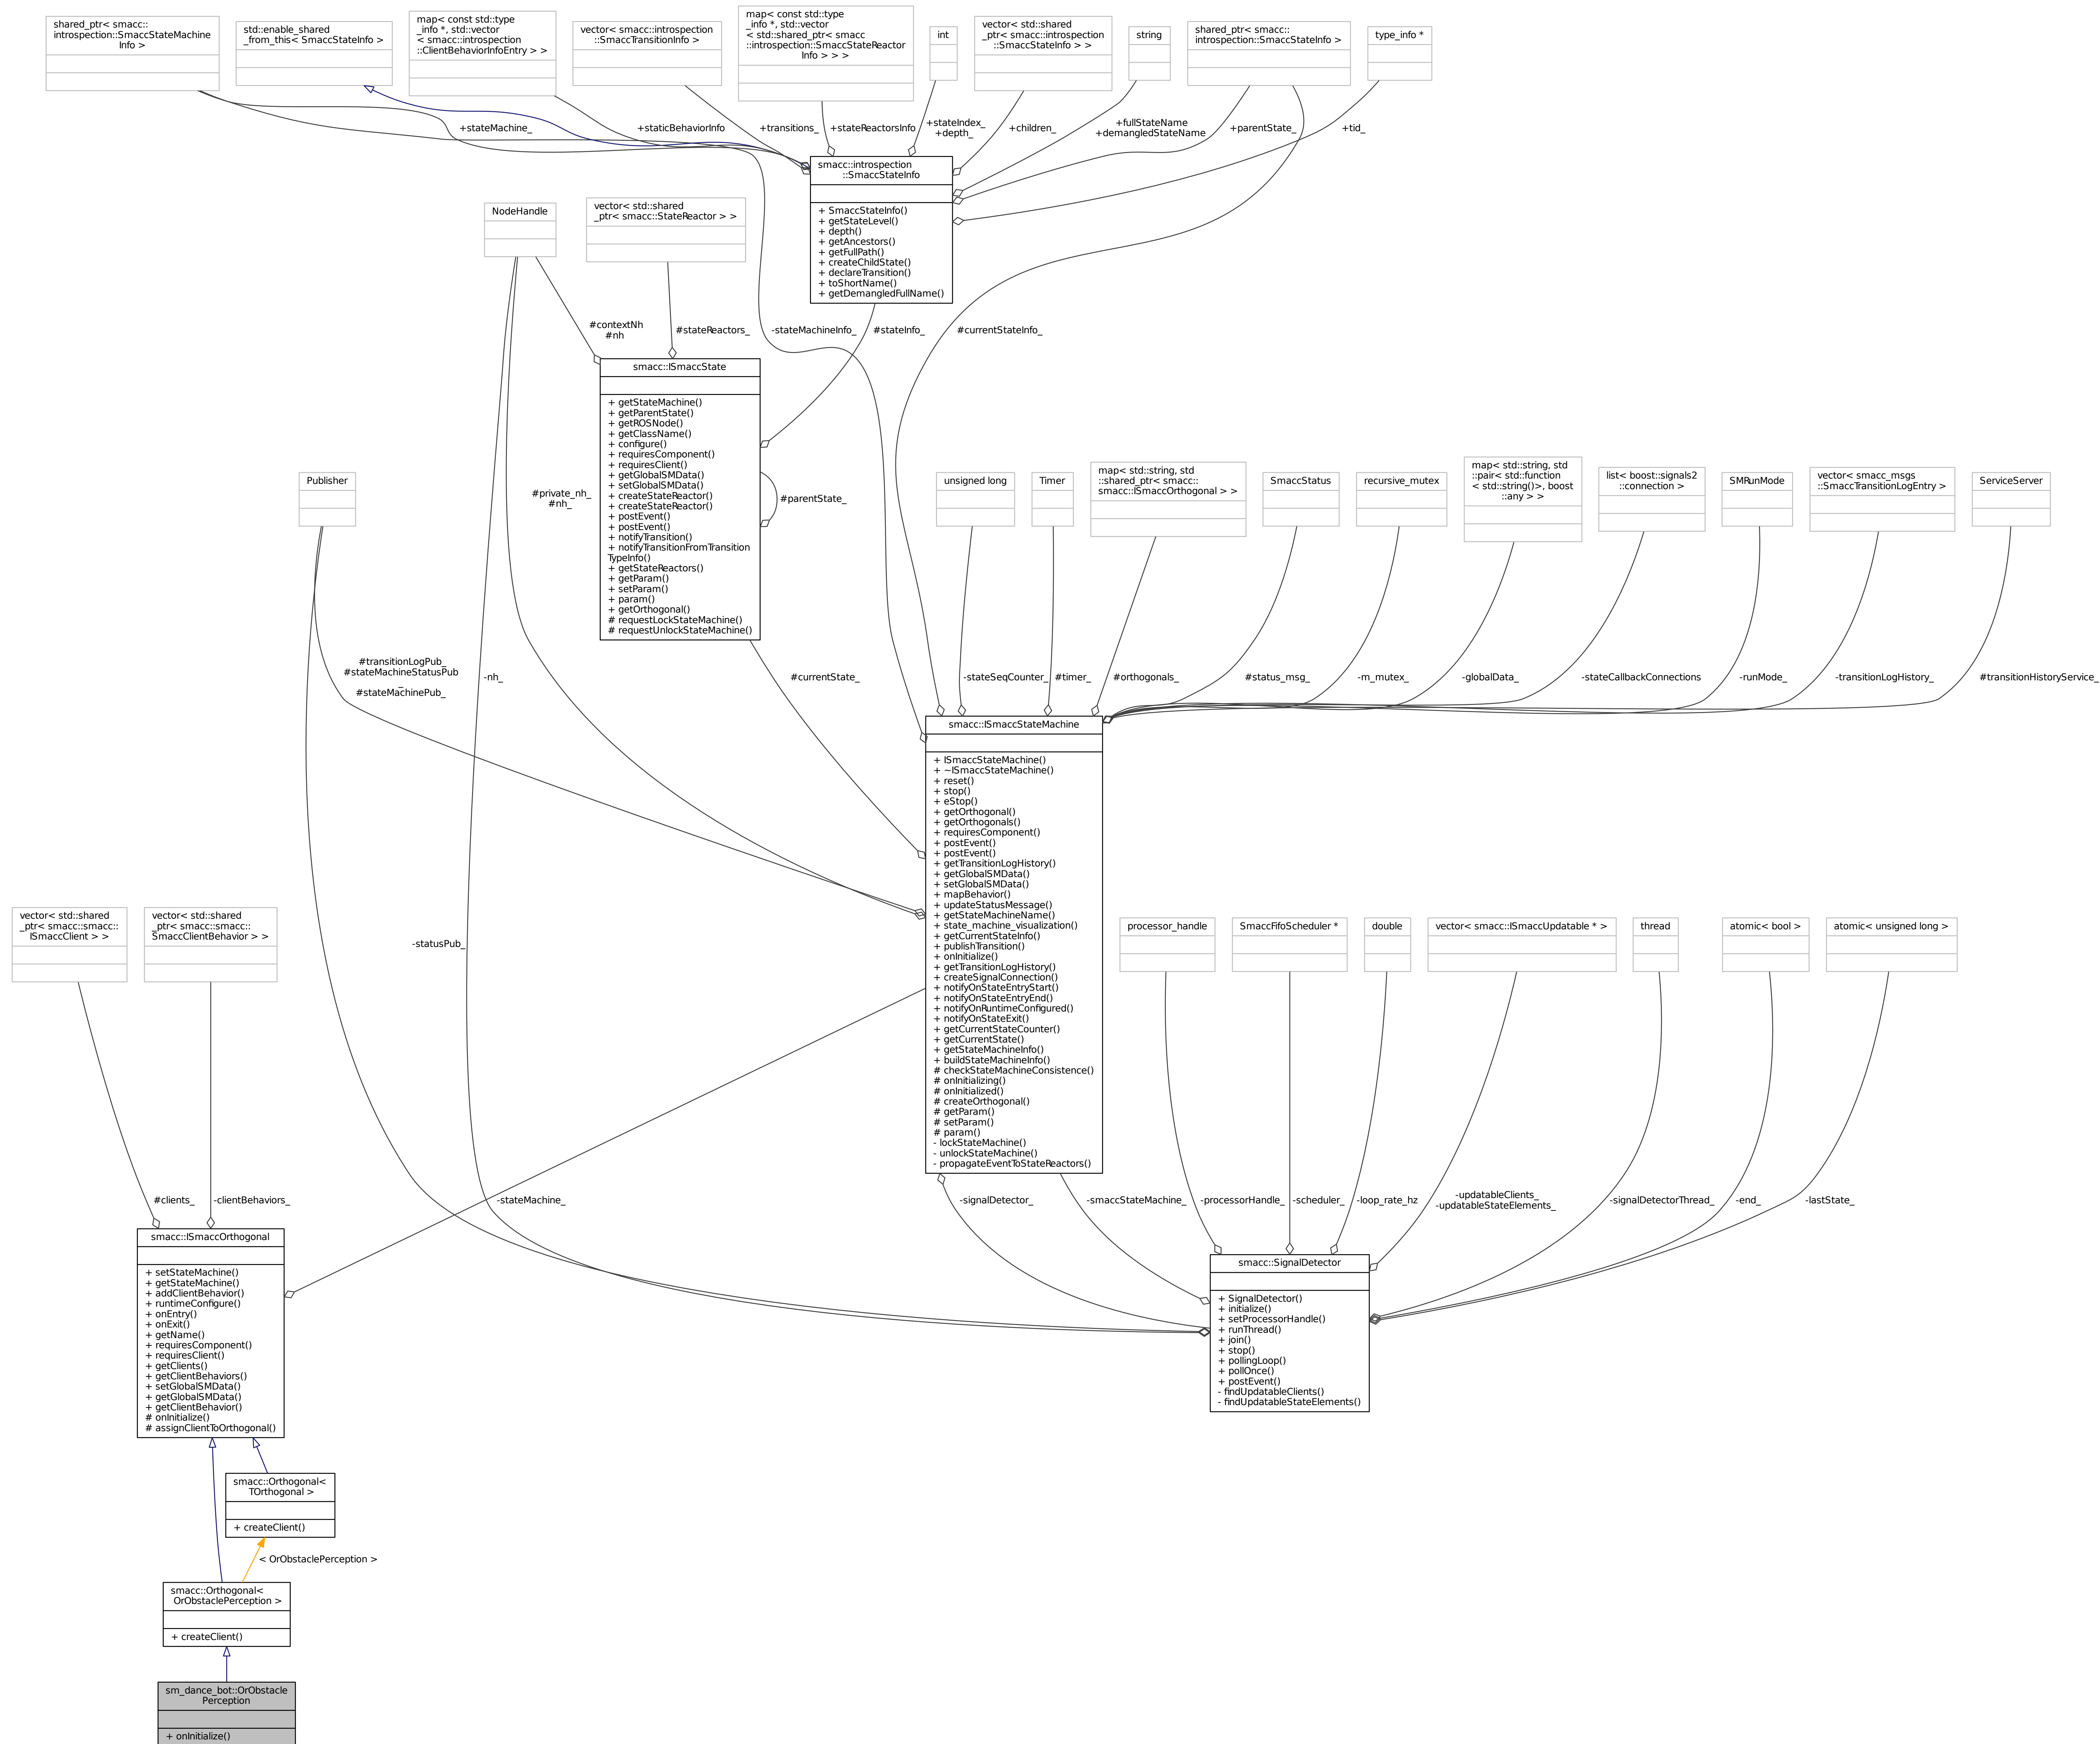 shared_ptr< smacc::
introspection::SmaccStateMachine
Info >
std::enable_shared
_from_this< SmaccStateInfo >
map< const std::type
_info *, std::vector
< smacc::introspection
::ClientBehaviorInfoEntry > >
vector< smacc::introspection
::SmaccTransitionInfo >
map< const std::type
_info *, std::vector
< std::shared_ptr< smacc
::introspection::SmaccStateReactor
Info > > >
int
vector< std::shared
_ptr< smacc::introspection
::SmaccStateInfo > >
string
shared_ptr< smacc::
introspection::SmaccStateInfo >
type_info *
+stateMachine_
+staticBehaviorInfo
+transitions_
+stateReactorsInfo
+stateIndex_
+depth_
+children_
+fullStateName
+demangledStateName
+parentState_
+tid_
smacc::introspection
::SmaccStateInfo
+ SmaccStateInfo()
+ getStateLevel()
+ depth()
+ getAncestors()
+ getFullPath()
+ createChildState()
+ declareTransition()
+ toShortName()
+ getDemangledFullName()
NodeHandle
vector< std::shared
_ptr< smacc::StateReactor > >
#contextNh
#nh
#stateReactors_
-stateMachineInfo_
#stateInfo_
#currentStateInfo_
smacc::ISmaccState
+ getStateMachine()
+ getParentState()
+ getROSNode()
+ getClassName()
+ configure()
+ requiresComponent()
+ requiresClient()
+ getGlobalSMData()
+ setGlobalSMData()
+ createStateReactor()
+ createStateReactor()
+ postEvent()
+ postEvent()
+ notifyTransition()
+ notifyTransitionFromTransition
TypeInfo()
+ getStateReactors()
+ getParam()
+ setParam()
+ param()
+ getOrthogonal()
# requestLockStateMachine()
# requestUnlockStateMachine()
#parentState_
#private_nh_
#nh_
Publisher
unsigned long
Timer
map< std::string, std
::shared_ptr< smacc::
smacc::ISmaccOrthogonal > >
SmaccStatus
recursive_mutex
map< std::string, std
::pair< std::function
< std::string()>, boost
::any > >
list< boost::signals2
::connection >
SMRunMode
vector< smacc_msgs
::SmaccTransitionLogEntry >
ServiceServer
#transitionLogPub_
#stateMachineStatusPub
_
#stateMachinePub_
-nh_
#currentState_
-stateSeqCounter_
#timer_
#orthogonals_
#status_msg_
-m_mutex_
-globalData_
-stateCallbackConnections
-runMode_
-transitionLogHistory_
#transitionHistoryService_
smacc::ISmaccStateMachine
+ ISmaccStateMachine()
+ ~ISmaccStateMachine()
+ reset()
+ stop()
+ eStop()
+ getOrthogonal()
+ getOrthogonals()
+ requiresComponent()
+ postEvent()
+ postEvent()
+ getTransitionLogHistory()
+ getGlobalSMData()
+ setGlobalSMData()
+ mapBehavior()
+ updateStatusMessage()
+ getStateMachineName()
+ state_machine_visualization()
+ getCurrentStateInfo()
+ publishTransition()
+ onInitialize()
+ getTransitionLogHistory()
+ createSignalConnection()
+ notifyOnStateEntryStart()
+ notifyOnStateEntryEnd()
+ notifyOnRuntimeConfigured()
+ notifyOnStateExit()
+ getCurrentStateCounter()
+ getCurrentState()
+ getStateMachineInfo()
+ buildStateMachineInfo()
# checkStateMachineConsistence()
# onInitializing()
# onInitialized()
# createOrthogonal()
# getParam()
# setParam()
# param()
- lockStateMachine()
- unlockStateMachine()
- propagateEventToStateReactors()
vector< std::shared
_ptr< smacc::smacc::
ISmaccClient > >
vector< std::shared
_ptr< smacc::smacc::
SmaccClientBehavior > >
-statusPub_
processor_handle
SmaccFifoScheduler *
double
vector< smacc::ISmaccUpdatable * >
thread
atomic< bool >
atomic< unsigned long >
#clients_
-clientBehaviors_
-stateMachine_
-signalDetector_
-smaccStateMachine_
-processorHandle_
-scheduler_
-loop_rate_hz
-updatableClients_
-updatableStateElements_
-signalDetectorThread_
-end_
-lastState_
smacc::ISmaccOrthogonal
+ setStateMachine()
+ getStateMachine()
+ addClientBehavior()
+ runtimeConfigure()
+ onEntry()
+ onExit()
+ getName()
+ requiresComponent()
+ requiresClient()
+ getClients()
+ getClientBehaviors()
+ setGlobalSMData()
+ getGlobalSMData()
+ getClientBehavior()
# onInitialize()
# assignClientToOrthogonal()
smacc::SignalDetector
+ SignalDetector()
+ initialize()
+ setProcessorHandle()
+ runThread()
+ join()
+ stop()
+ pollingLoop()
+ pollOnce()
+ postEvent()
- findUpdatableClients()
- findUpdatableStateElements()
smacc::Orthogonal<
TOrthogonal >
+ createClient()
< OrObstaclePerception >
smacc::Orthogonal<
OrObstaclePerception >
+ createClient()
sm_dance_bot::OrObstacle
Perception
+ onInitialize()